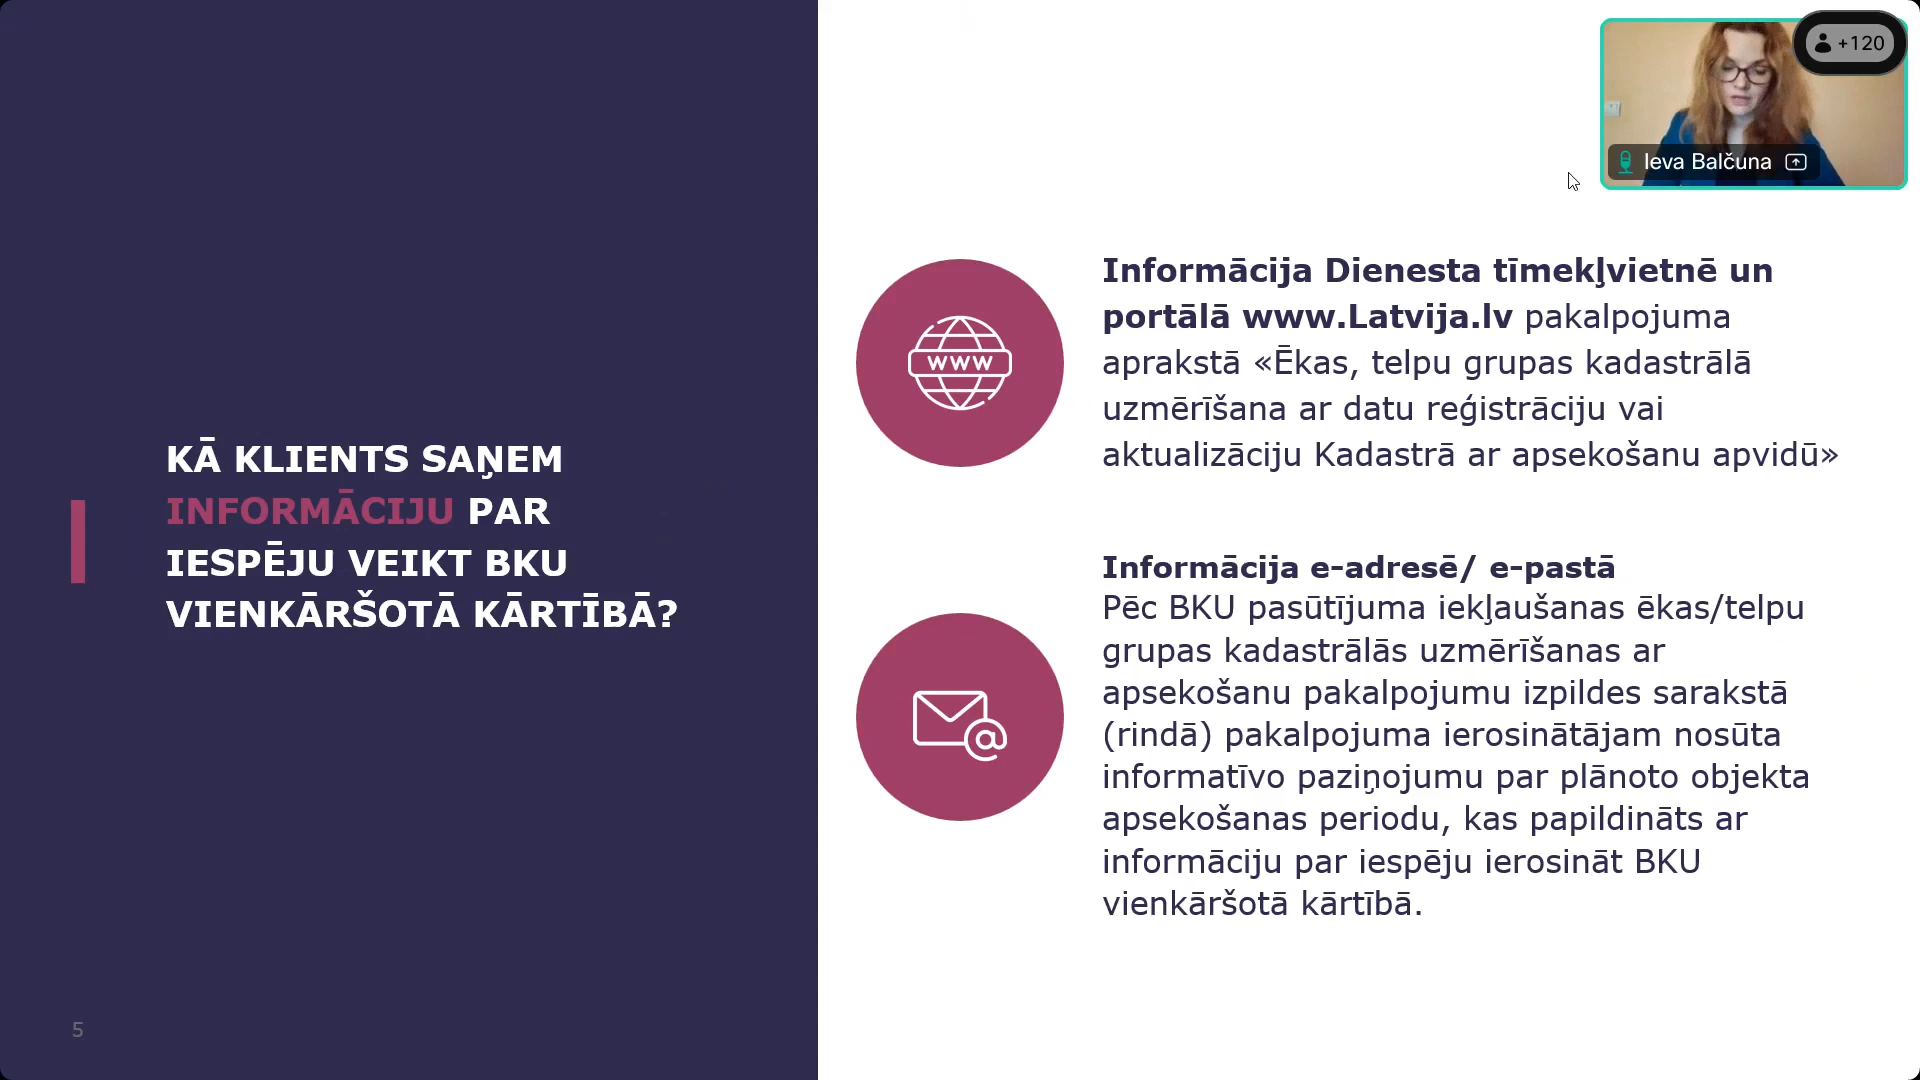 KĀ KLIENTS SAŅEM
INFORMĀCIJU PAR
IESPĒJU VEIKT BKU
VIENKĀRŠOTĀ KĀRTĪBĀ?
5
+120
Ieva Balčuna
www
Informācija Dienesta tīmekļvietnē un
portālā www.Latvija.lv pakalpojuma
aprakstā «Ēkas, telpu grupas kadastrālā
uzmērīšana ar datu reģistrāciju vai
aktualizāciju Kadastrā ar apsekošanu apvidū»
@
Informācija e-adresē/ e-pastā
Pēc BKU pasūtījuma iekļaušanas ēkas/telpu
grupas kadastrālās uzmērīšanas ar
apsekošanu pakalpojumu izpildes sarakstā
(rindā) pakalpojuma ierosinātājam nosūta
informatīvo paziņojumu par plānoto objekta
apsekošanas periodu, kas papildināts ar
informāciju par iespēju ierosināt BKU
vienkāršotā kārtībā.